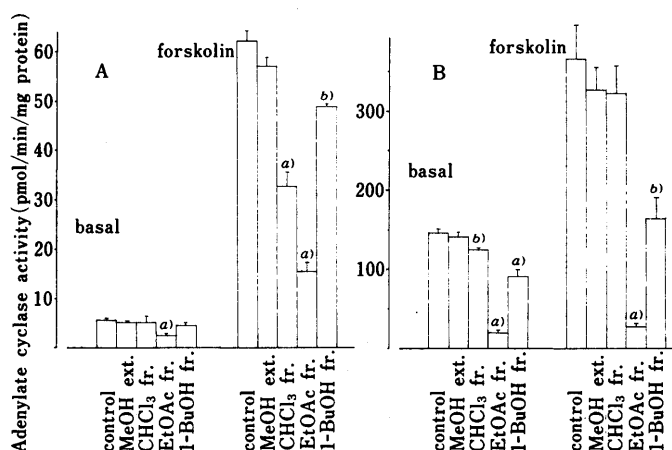 Adenylate cyclase activity (pmol/min/mg protein)
A
forskolin
basal
60
50
40
30
20
10
a)
a)
a)
b)
control
MeOH ext.
CHCl₃ fr.
EtOAc fr.
1-BuOH fr.
control
MeOH ext.
CHCl₃ fr.
EtOAc fr.
1-BuOH fr.
B
forskolin
basal
300
200
100
b)
a)
a)
a)
b)
control
MeOH ext.
CHCl₃ fr.
EtOAc fr.
1-BuOH fr.
control
MeOH ext.
CHCl₃ fr.
EtOAc fr.
1-BuOH fr.